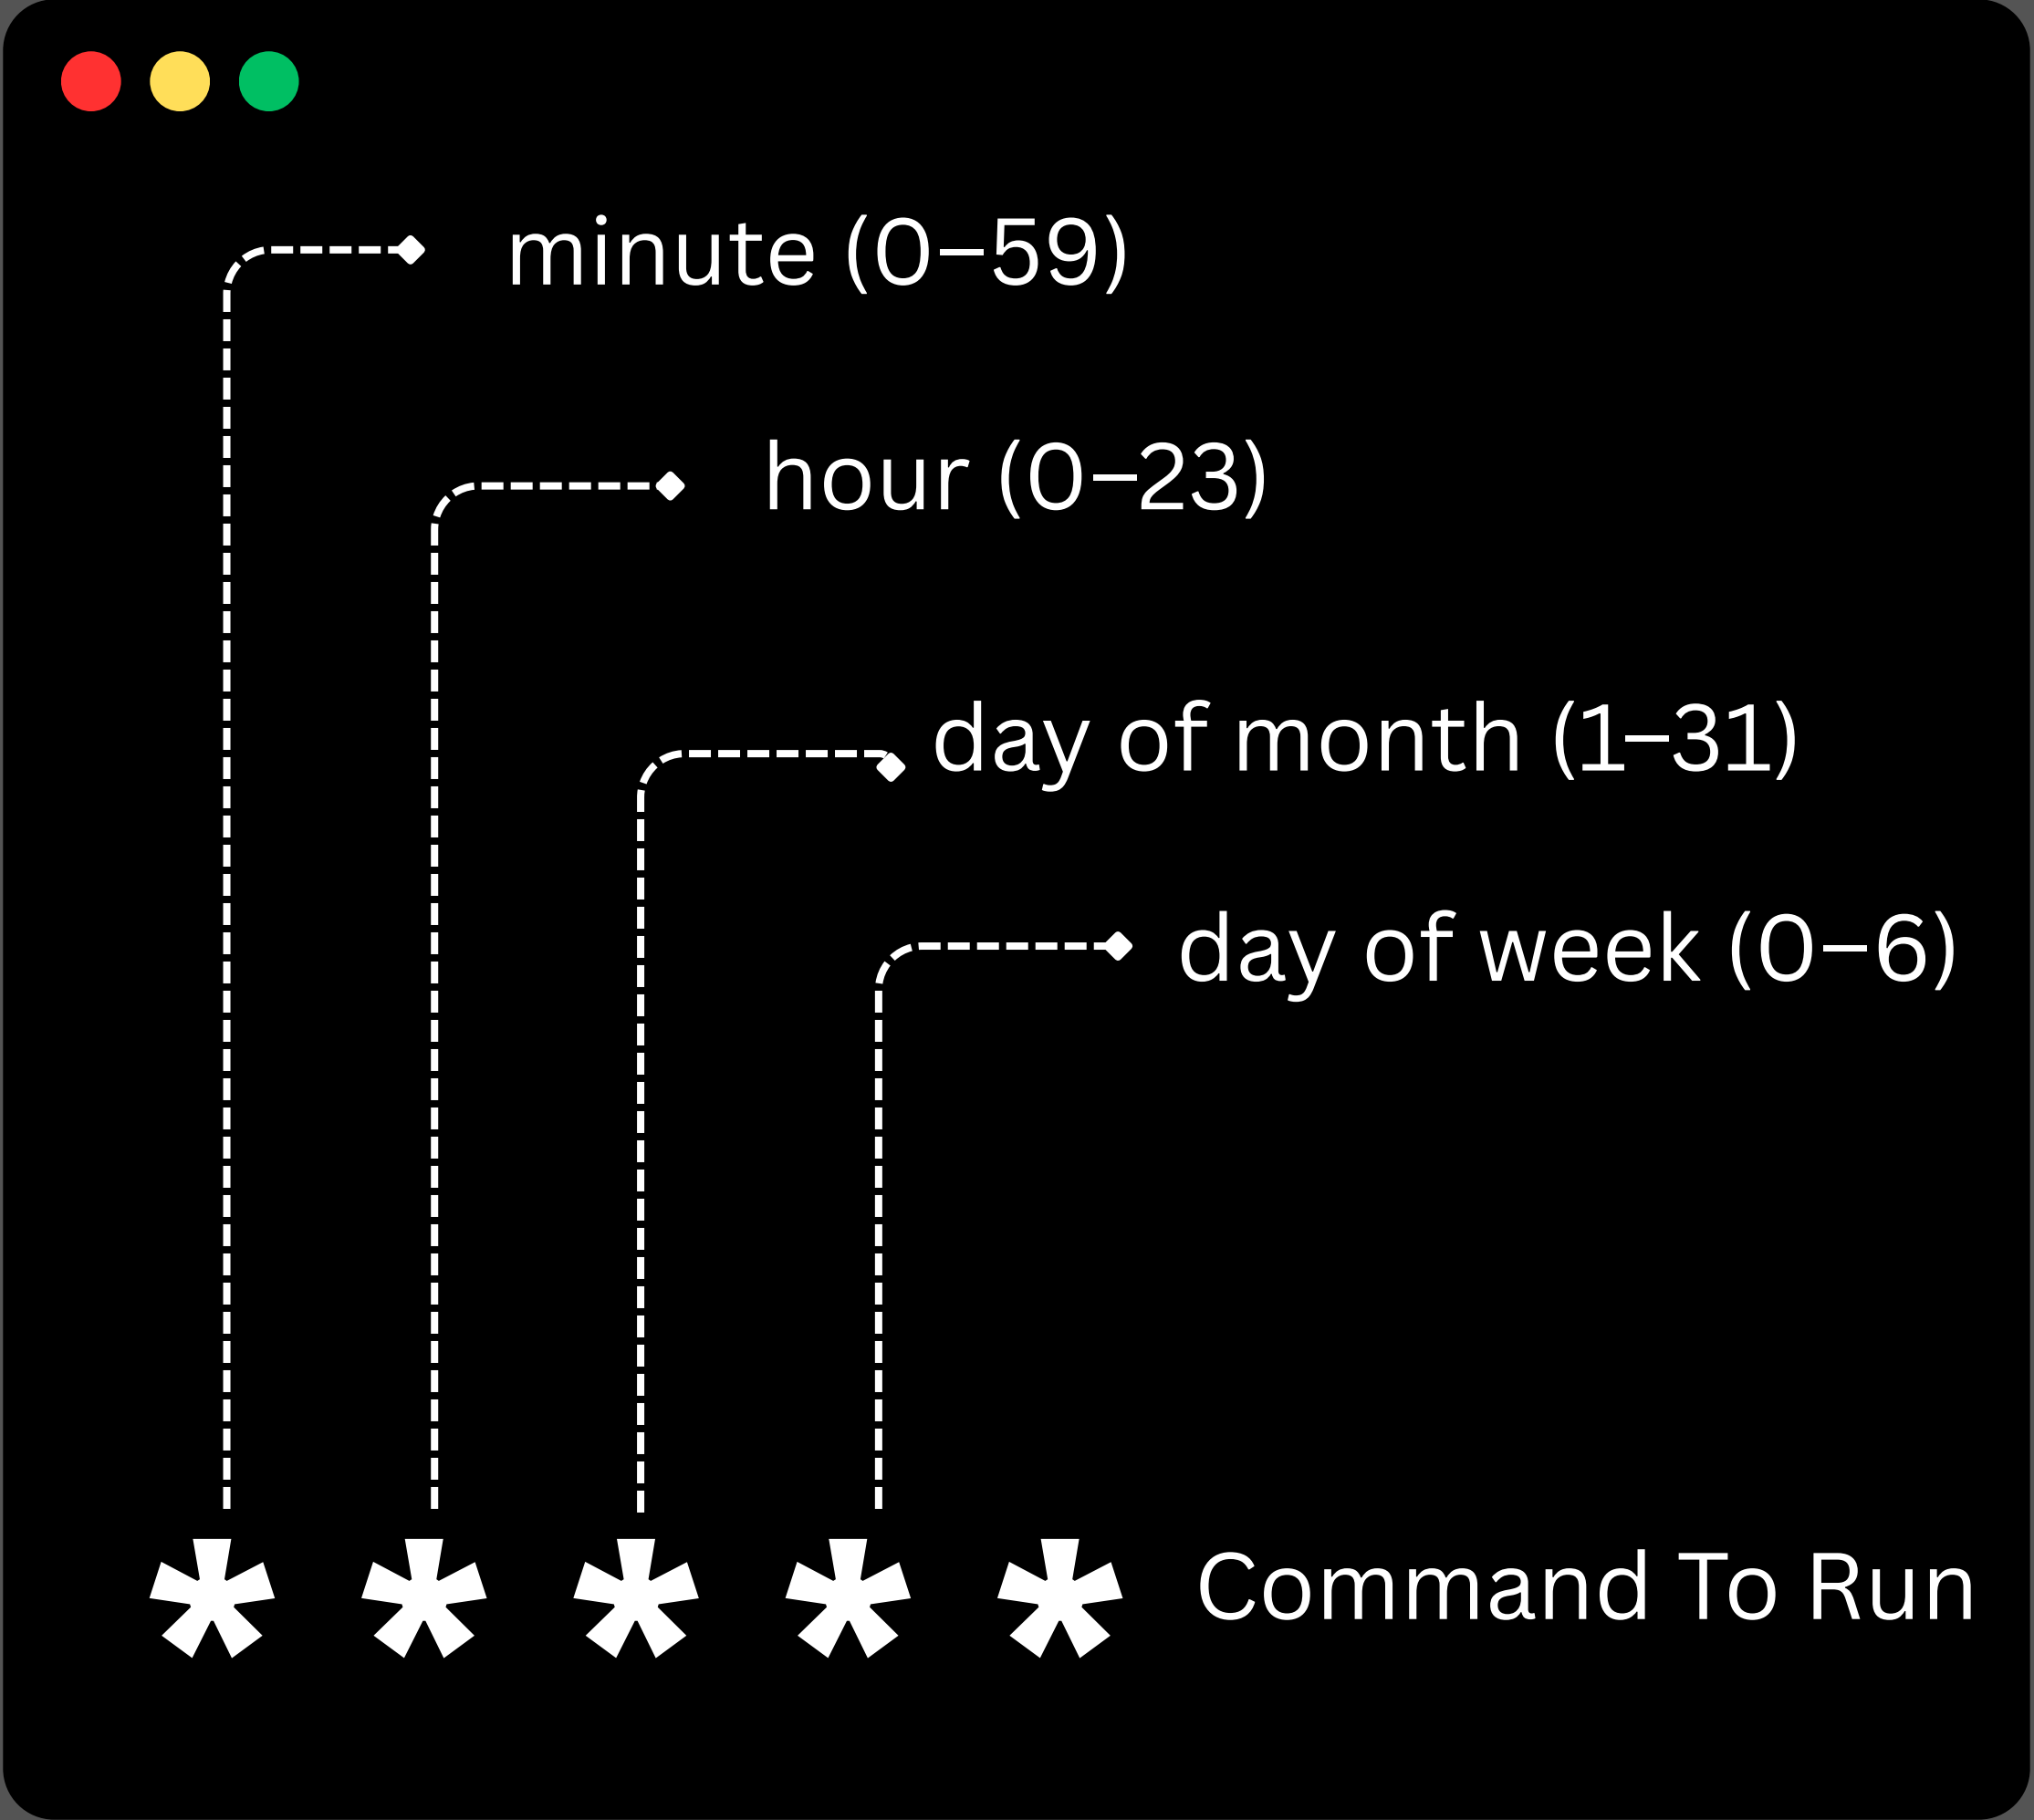 minute (0–59)
hour (0–23)
day of month (1–31)
day of week (0–6)
* * * * * Command To Run